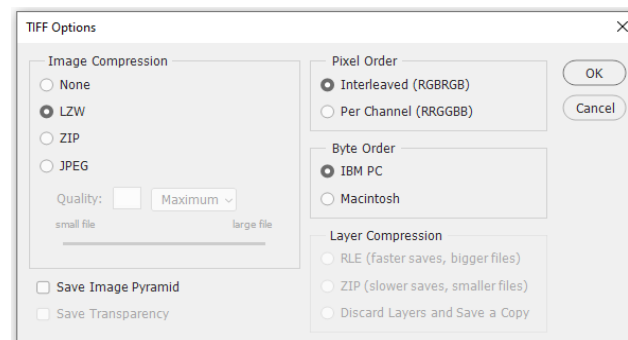 TIFF Options
Image Compression
None
LZW
ZIP
JPEG
Quality:
Maximum
small file
large file
Save Image Pyramid
Save Transparency
Pixel Order
Interleaved (RGBRGB)
Per Channel (RRGGBB)
Byte Order
IBM PC
Macintosh
Layer Compression
RLE (faster saves, bigger files)
ZIP (slower saves, smaller files)
Discard Layers and Save a Copy
OK
Cancel